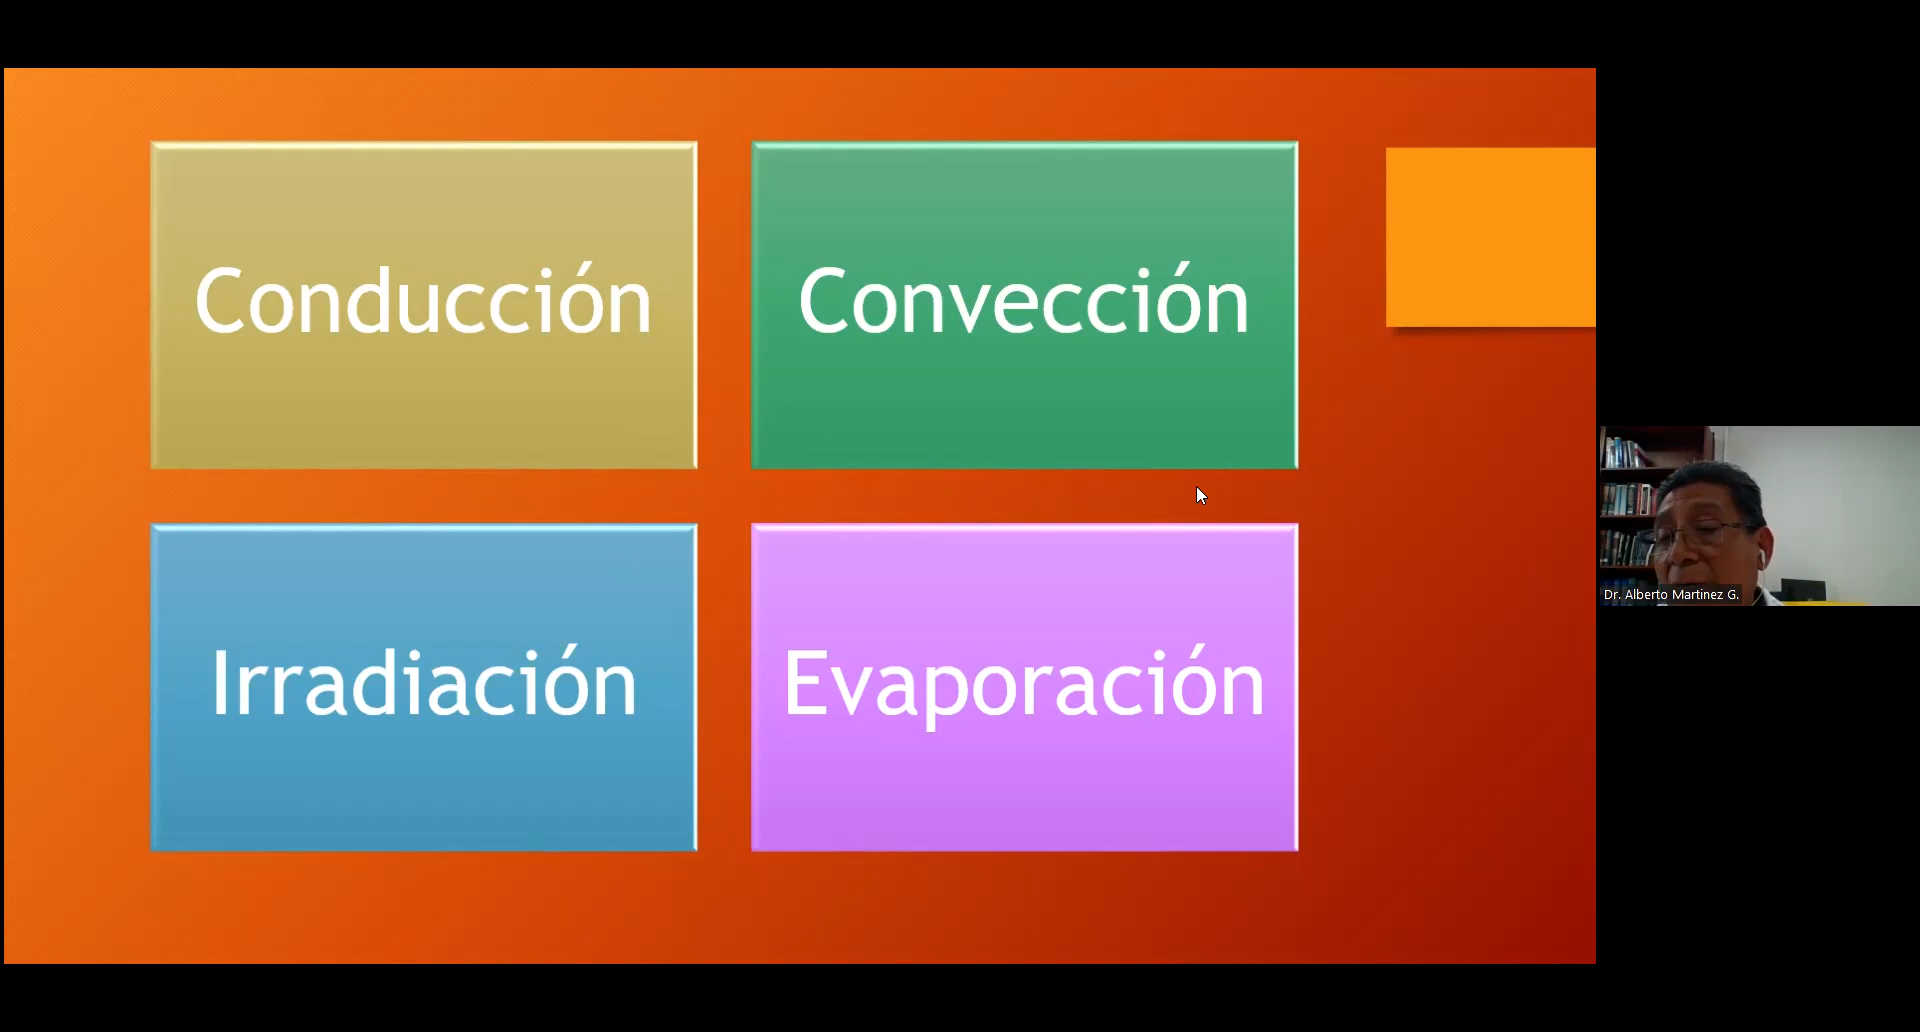 Conducción
Convección
Irradiación
Evaporación
Dr. Alberto Martinez G.